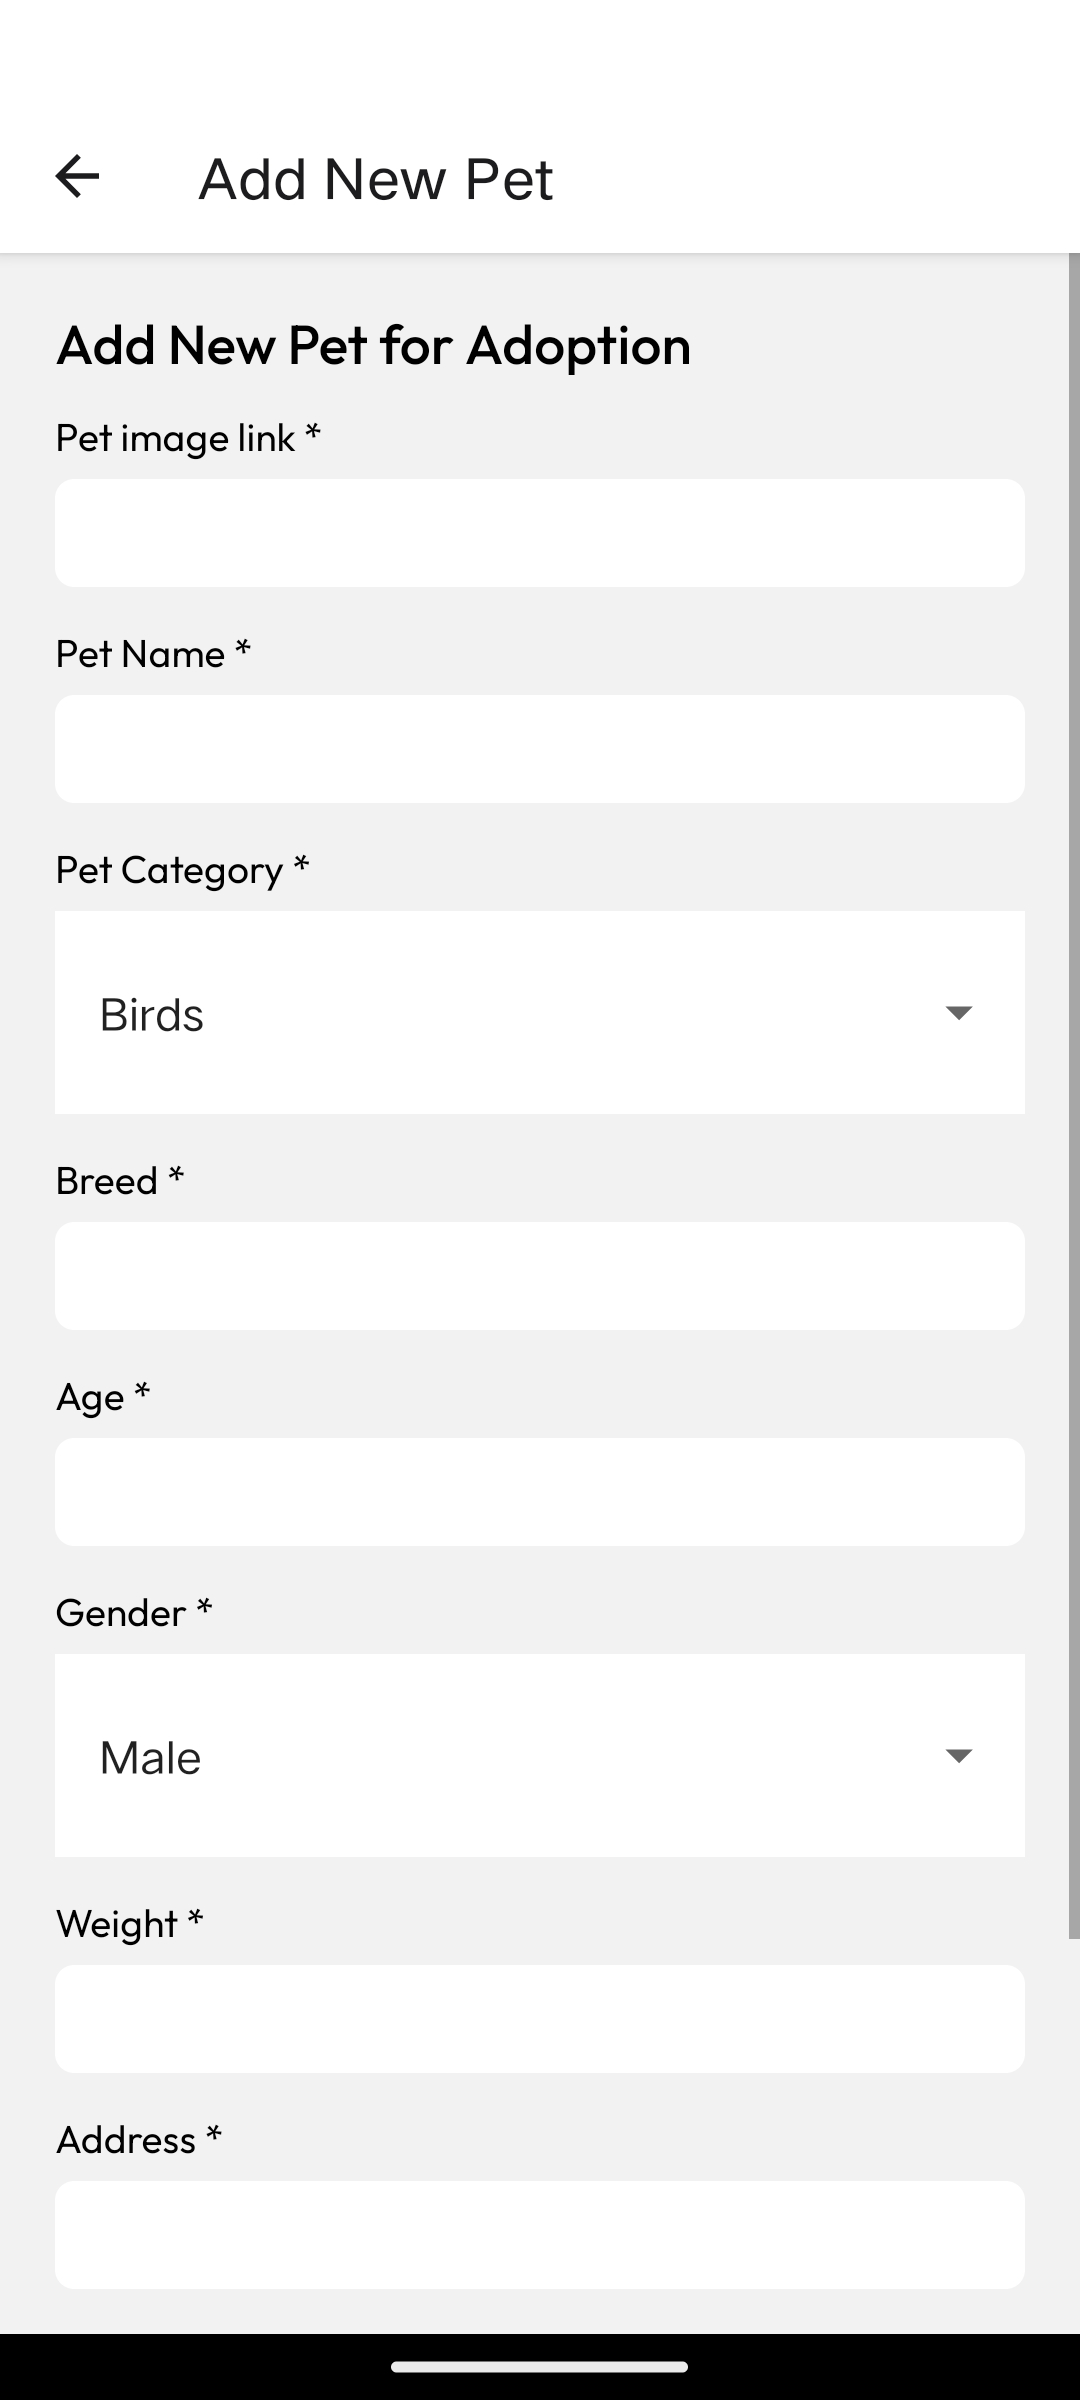 Add New Pet
Add New Pet for Adoption
Pet image link *
Pet Name *
Pet Category *
Birds
Breed *
Age *
Gender *
Male
Weight *
Address *